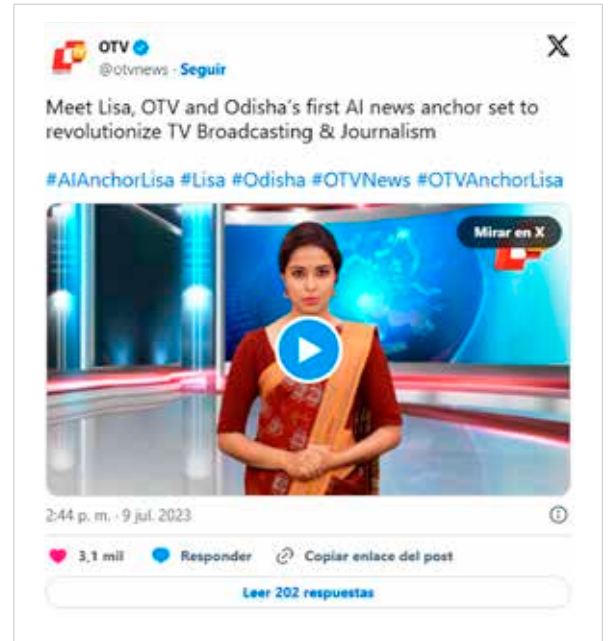 OTV
@otvnews · Seguir
Meet Lisa, OTV and Odisha's first AI news anchor set to
revolutionize TV Broadcasting & Journalism
#AIAnchorLisa #Lisa #Odisha #OTVNews #OTVAnchorLisa
Mirar en X
2:44 p. m. · 9 jul. 2023
3,1 mil Responder Copiar enlace del post
Leer 202 respuestas